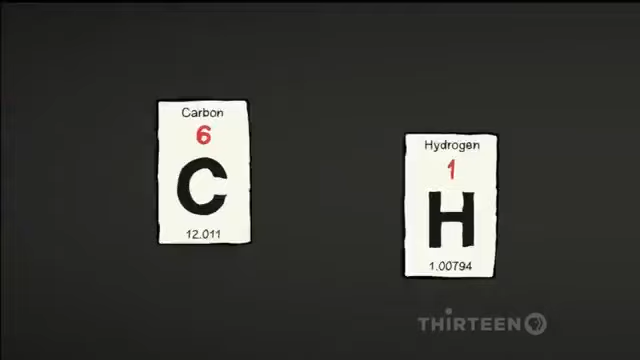 Carbon
6
C
12.011
Hydrogen
1
H
1.00794
THIRTEEN